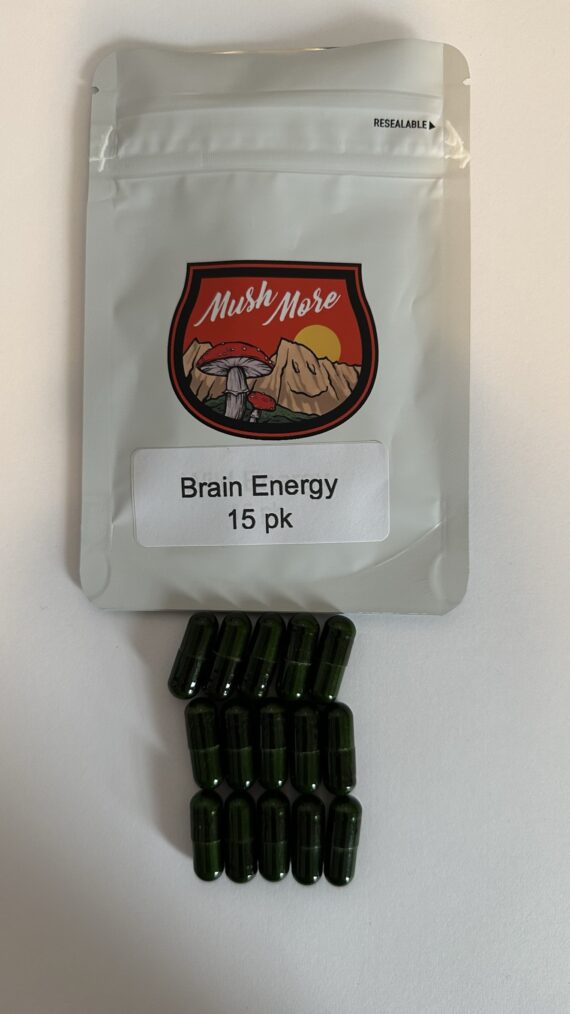 RESEALABLE
Mush More
Brain Energy
15 pk